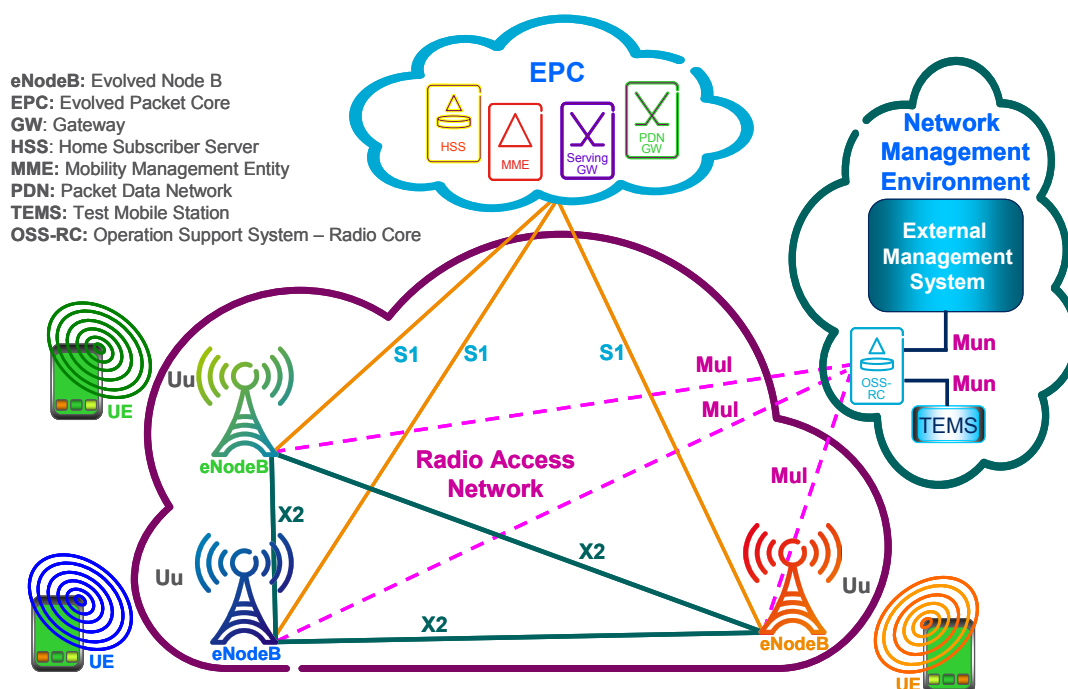 eNodeB: Evolved Node B
EPC: Evolved Packet Core
GW: Gateway
HSS: Home Subscriber Server
MME: Mobility Management Entity
PDN: Packet Data Network
TEMS: Test Mobile Station
OSS-RC: Operation Support System – Radio Core
EPC
HSS
MME
Serving
GW
PDN
GW
Network
Management
Environment
External
Management
System
Mun
OSS-
RC
Mun
TEMS
S1
S1
S1
Mul
Mul
Mul
Uu
UE
eNodeB
Radio Access
Network
X2
X2
X2
Uu
UE
eNodeB
Uu
eNodeB
UE